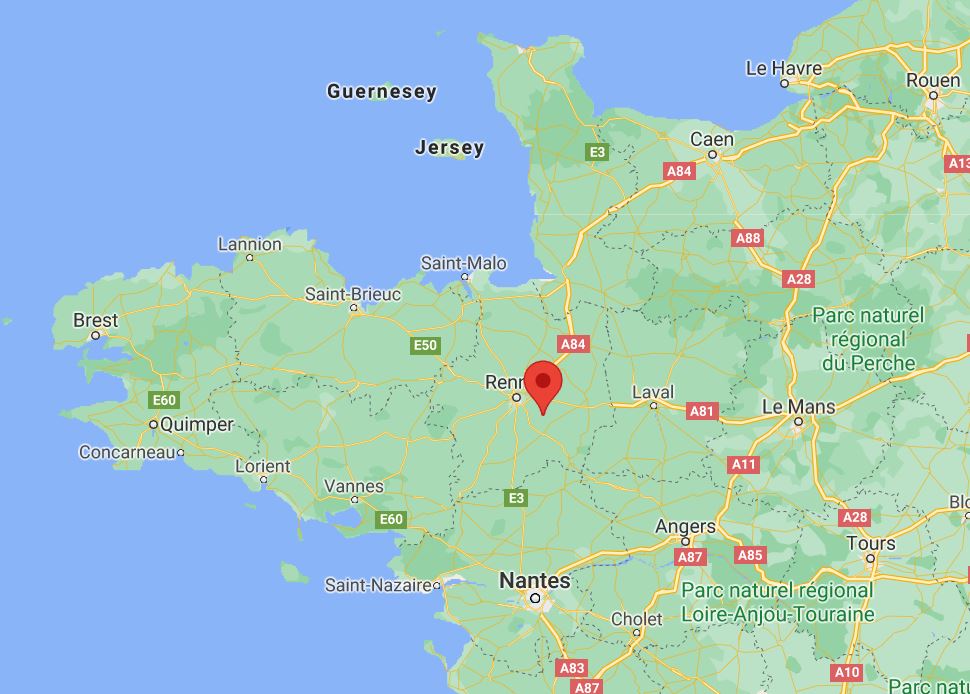 Le Havre
Rouen
Guernesey
Jersey
Caen
E3
A13
A84
Lannion
A88
Saint-Malo
A28
Saint-Brieuc
Brest
Parc naturel
régional
du Perche
E50
A84
Renn
Laval
E60
A81
Le Mans
Quimper
Concarneau
Lorient
A11
Vannes
E3
E60
A28
Angers
Tours
A87
A85
Saint-Nazaire
Nantes
Parc naturel régional
Loire-Anjou-Touraine
Cholet
A83
A10
A87
Parc natu